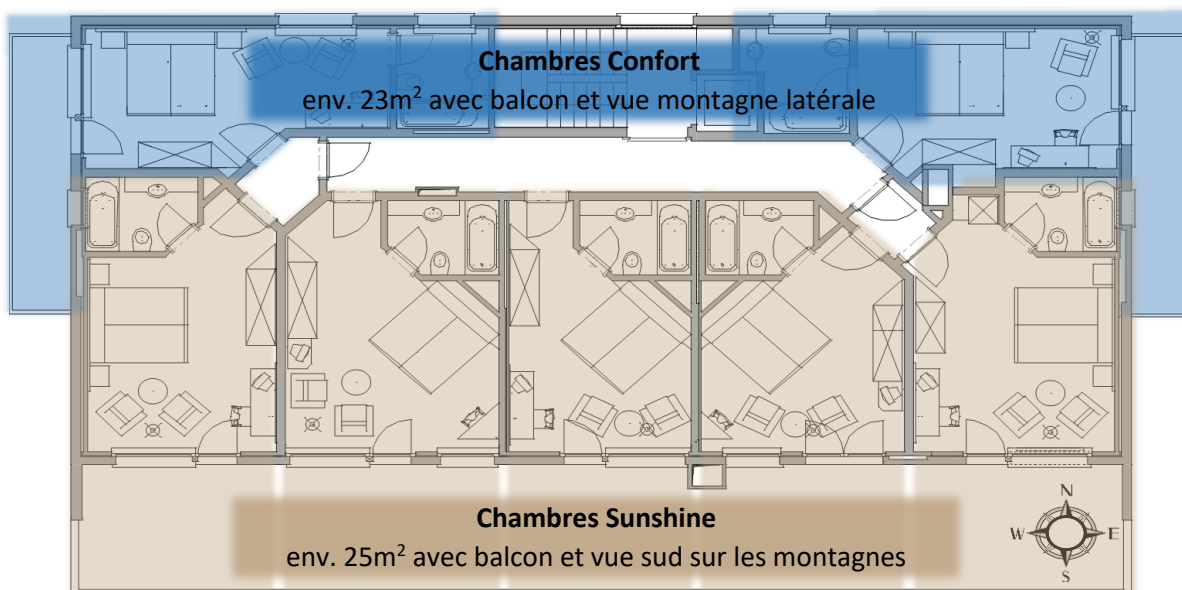 Chambres Confort
env. 23m² avec balcon et vue montagne latérale
Chambres Sunshine
env. 25m² avec balcon et vue sud sur les montagnes
N
W E
S